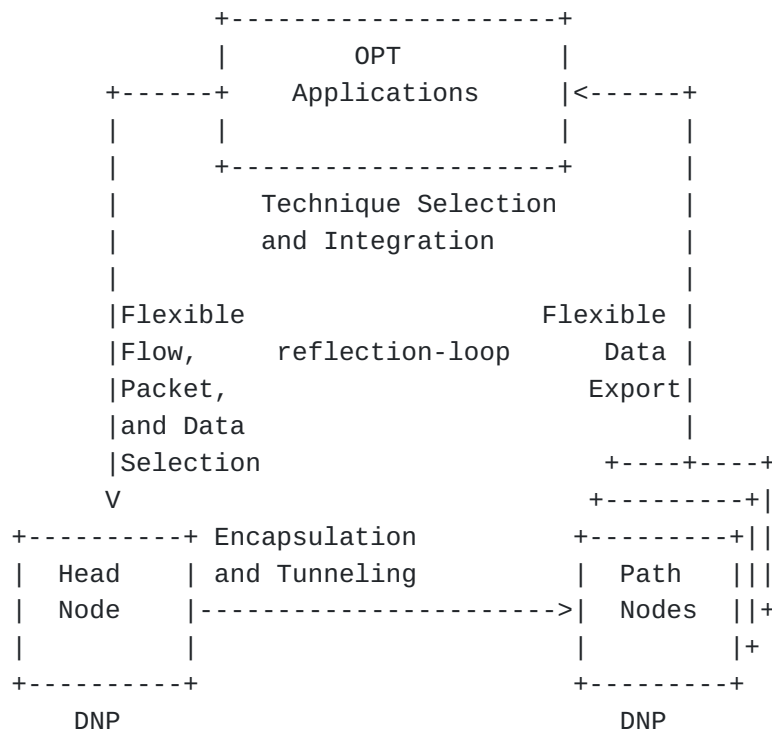 OPT
Applications
Technique Selection
and Integration
Flexible Flexible
Flow, reflection-loop Data
Packet, Export
and Data
Selection
V
Encapsulation
Head and Tunneling Path
Node Nodes
DNP DNP